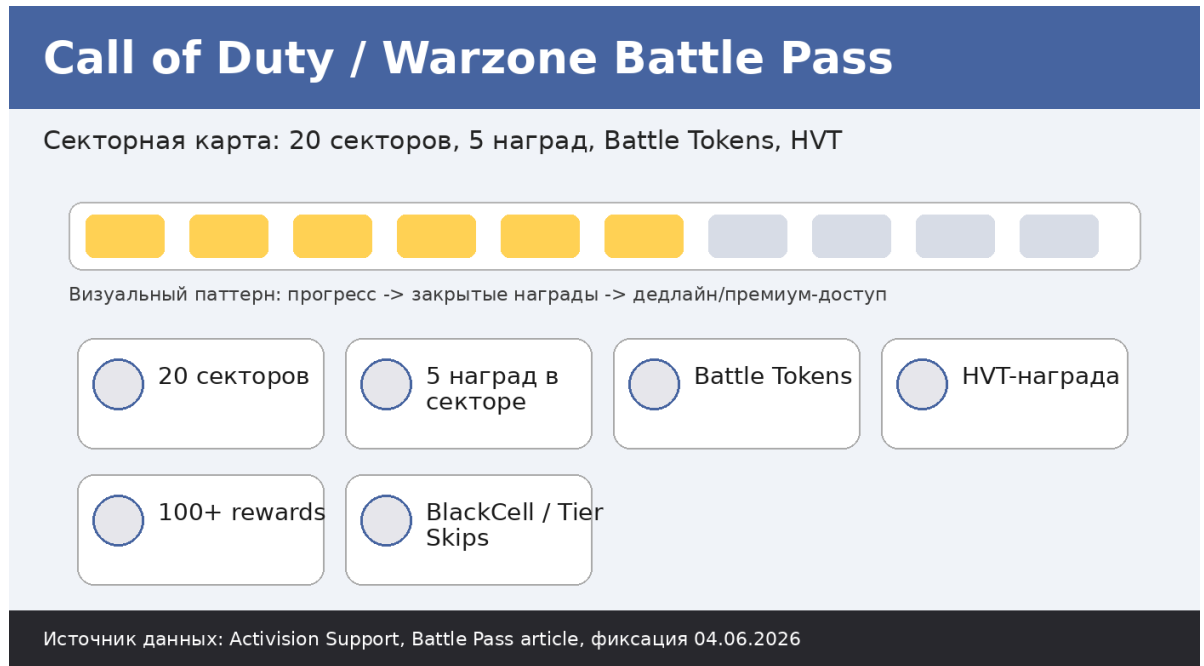 Call of Duty / Warzone Battle Pass
Секторная карта: 20 секторов, 5 наград, Battle Tokens, HVT
Визуальный паттерн: прогресс -> закрытые награды -> дедлайн/премиум-доступ
20 секторов
5 наград в
секторе
Battle Tokens
HVT-награда
100+ rewards
BlackCell / Tier
Skips
Источник данных: Activision Support, Battle Pass article, фиксация 04.06.2026